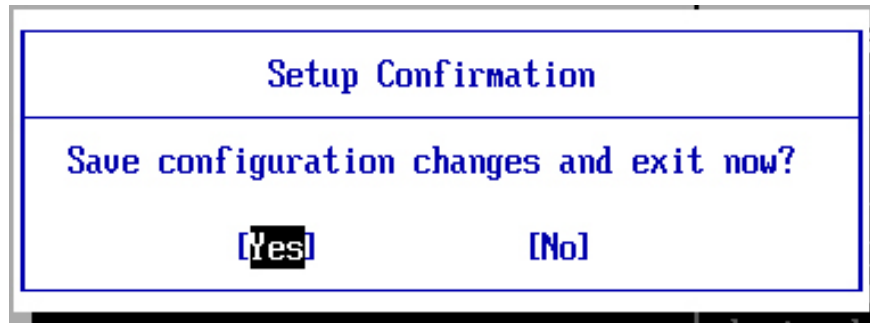 Setup Confirmation
Save configuration changes and exit now?
[Yes] [No]